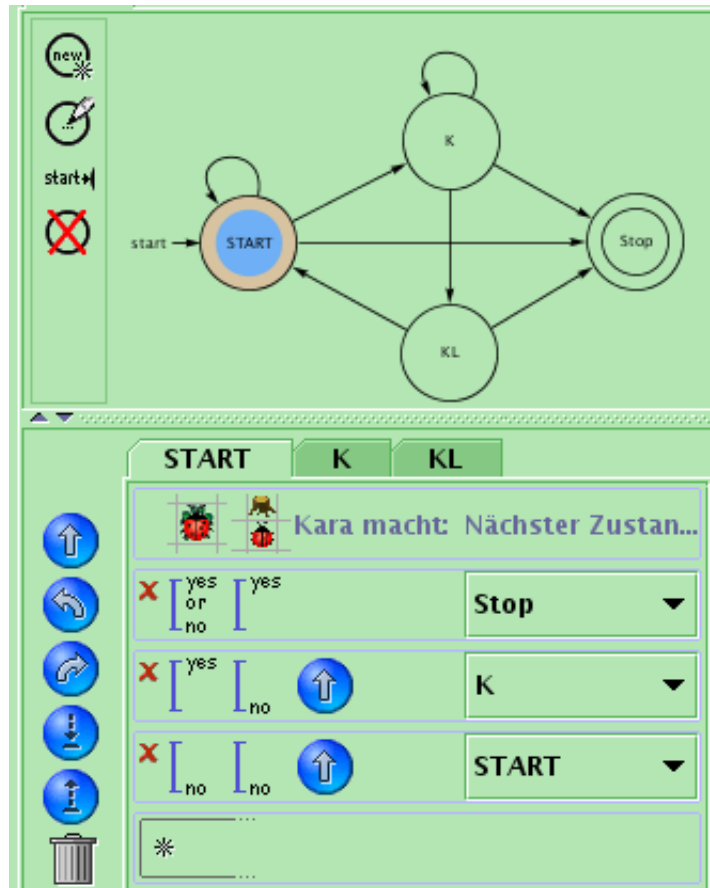 new
K
start
start
START
Stop
KL
START K KL
Kara macht: Nächster Zustan...
yes or no yes Stop
yes no K
no no START